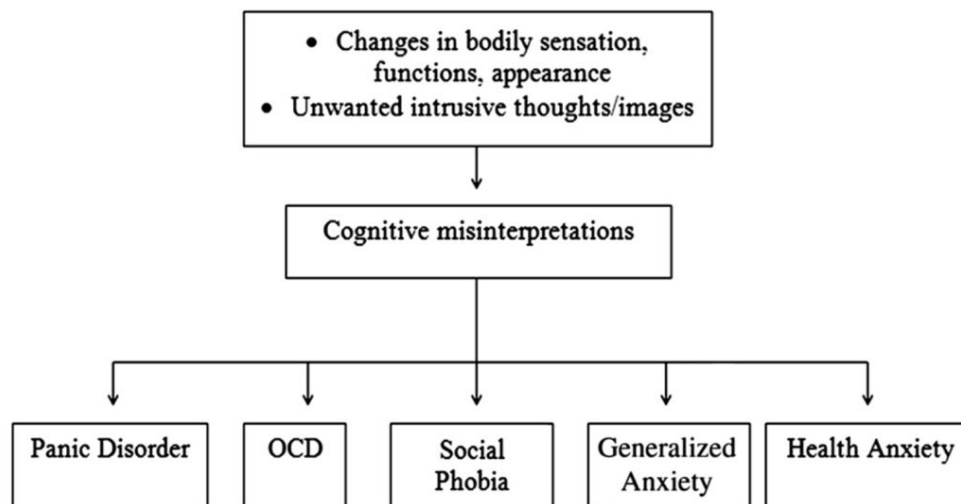 • Changes in bodily sensation,
functions, appearance
• Unwanted intrusive thoughts/images
Cognitive misinterpretations
Panic Disorder
OCD
Social
Phobia
Generalized
Anxiety
Health Anxiety